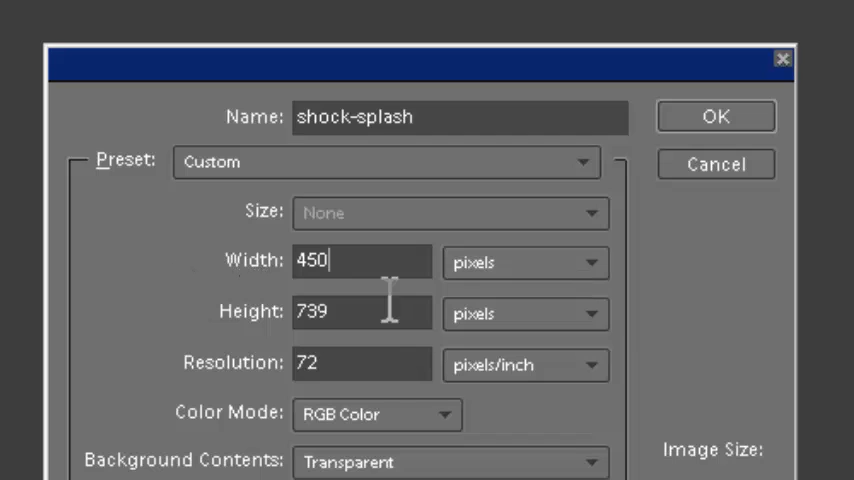 Name: shock-splash OK
Preset: Custom Cancel
Size: None
Width: 450 pixels
Height: 739 pixels
Resolution: 72 pixels/inch
Color Mode: RGB Color
Image Size:
Background Contents: Transparent